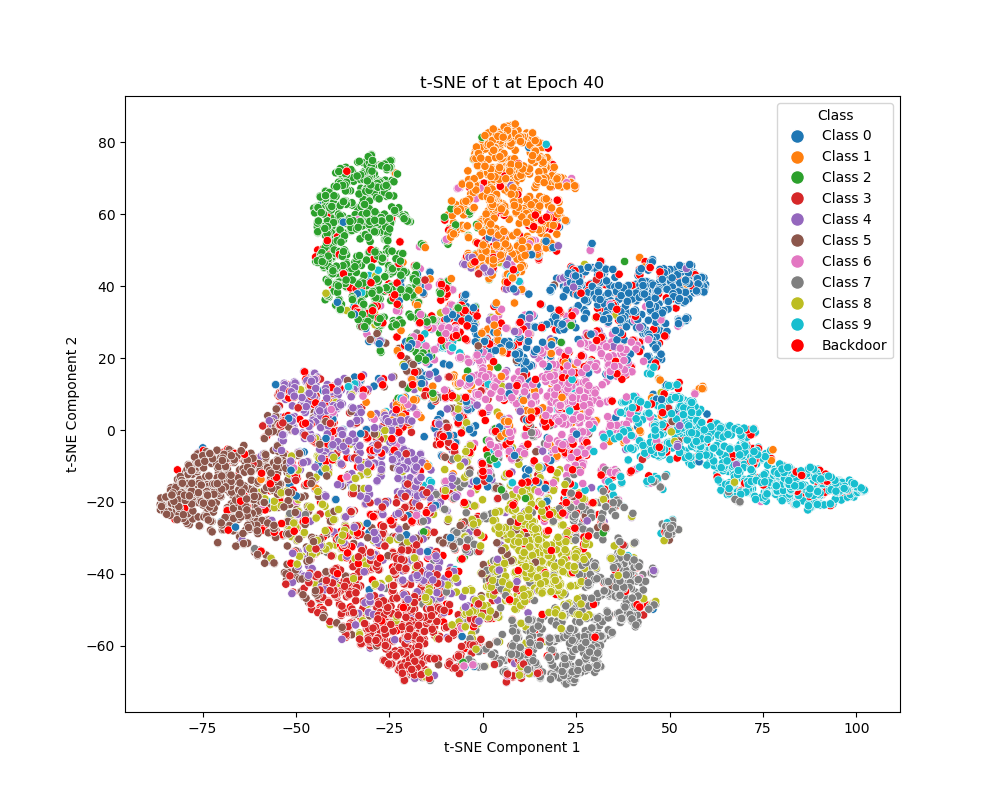 t-SNE of t at Epoch 40
Class
Class 0
Class 1
Class 2
Class 3
Class 4
Class 5
Class 6
Class 7
Class 8
Class 9
Backdoor
t-SNE Component 2
80
60
40
20
0
−20
−40
−60
−75
−50
−25
0
25
50
75
100
t-SNE Component 1